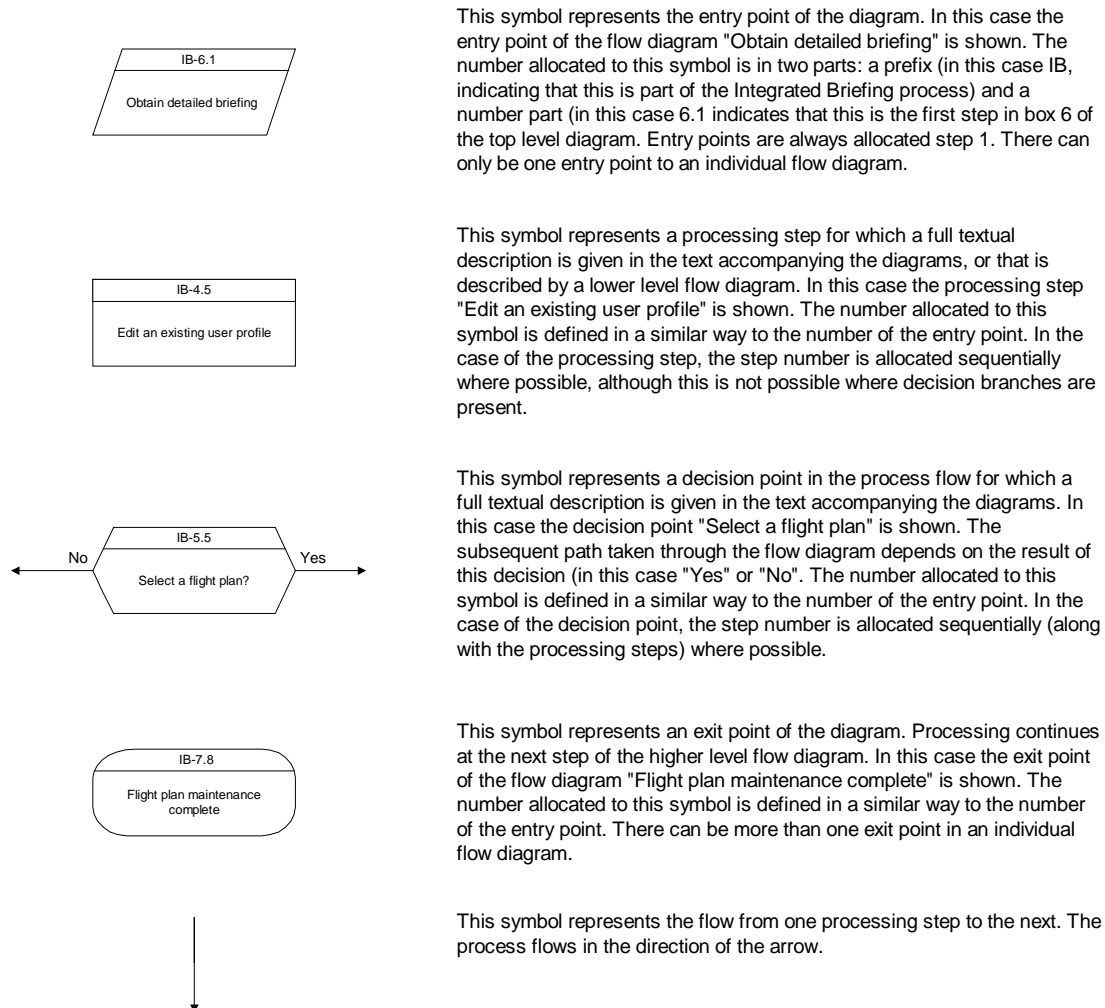 This symbol represents the entry point of the diagram. In this case the
entry point of the flow diagram "Obtain detailed briefing" is shown. The
number allocated to this symbol is in two parts: a prefix (in this case IB,
indicating that this is part of the Integrated Briefing process) and a
number part (in this case 6.1 indicates that this is the first step in box 6 of
the top level diagram. Entry points are always allocated step 1. There can
only be one entry point to an individual flow diagram.
IB-6.1
Obtain detailed briefing
This symbol represents a processing step for which a full textual
description is given in the text accompanying the diagrams, or that is
described by a lower level flow diagram. In this case the processing step
"Edit an existing user profile" is shown. The number allocated to this
symbol is defined in a similar way to the number of the entry point. In the
case of the processing step, the step number is allocated sequentially
where possible, although this is not possible where decision branches are
present.
IB-4.5
Edit an existing user profile
This symbol represents a decision point in the process flow for which a
full textual description is given in the text accompanying the diagrams. In
this case the decision point "Select a flight plan" is shown. The
subsequent path taken through the flow diagram depends on the result of
this decision (in this case "Yes" or "No". The number allocated to this
symbol is defined in a similar way to the number of the entry point. In the
case of the decision point, the step number is allocated sequentially (along
with the processing steps) where possible.
IB-5.5
No
Yes
Select a flight plan?
This symbol represents an exit point of the diagram. Processing continues
at the next step of the higher level flow diagram. In this case the exit point
of the flow diagram "Flight plan maintenance complete" is shown. The
number allocated to this symbol is defined in a similar way to the number
of the entry point. There can be more than one exit point in an individual
flow diagram.
IB-7.8
Flight plan maintenance
complete
This symbol represents the flow from one processing step to the next. The
process flows in the direction of the arrow.